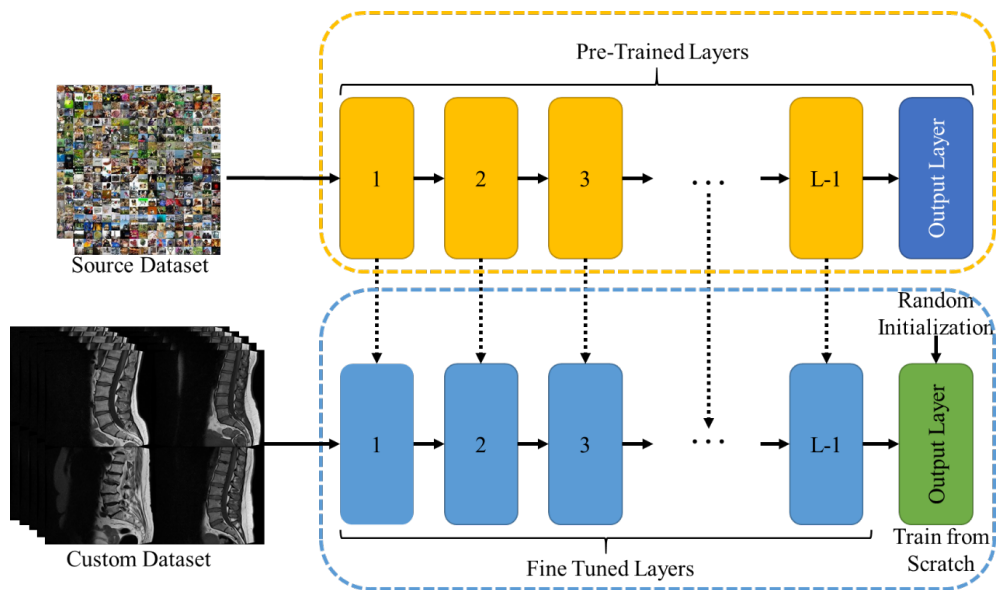 Pre-Trained Layers
1
2
3
...
L-1
Output Layer
Source Dataset
Random
Initialization
1
2
3
...
L-1
Output Layer
Custom Dataset
Fine Tuned Layers
Train from
Scratch